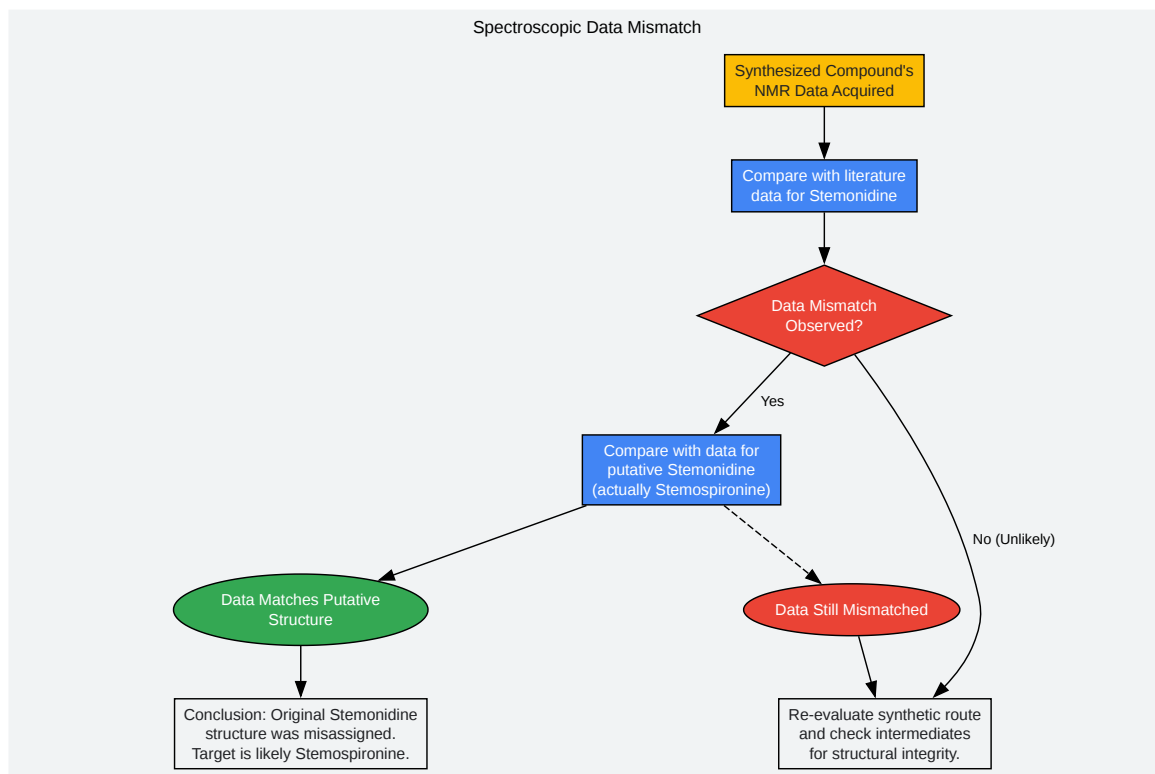 Spectroscopic Data Mismatch
Synthesized Compound's
NMR Data Acquired
Compare with literature
data for Stemonidine
Data Mismatch
Observed?
Yes
Compare with data for
putative Stemonidine
(actually Stemospironine)
No (Unlikely)
Data Matches Putative
Structure
Data Still Mismatched
Conclusion: Original Stemonidine
structure was misassigned.
Target is likely Stemospironine.
Re-evaluate synthetic route
and check intermediates
for structural integrity.